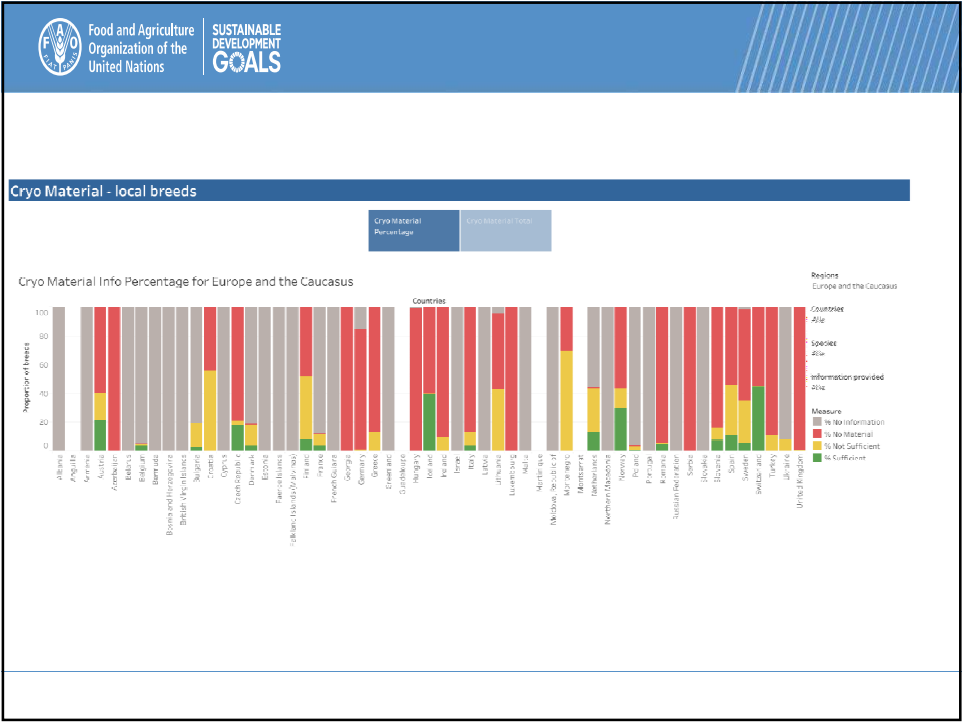 Food and Agriculture
Organization of the
United Nations
SUSTAINABLE
DEVELOPMENT
GOALS
F A O
FIAT PANIS
Cryo Material - local breeds
Cryo Material
Percentage
Cryo Material Total
Cryo Material Info Percentage for Europe and the Caucasus
Countries
Proportion of breeds
100
80
60
40
20
0
Albania
Anguilla
Armenia
Austria
Azerbaijan
Belarus
Belgium
Bermuda
Bosnia and Herzegovina
British Virgin Islands
Bulgaria
Croatia
Cyprus
Czech Republic
Denmark
Estonia
Faeroe Islands
Falkland Islands (Malvinas)
Finland
France
French Guiana
Georgia
Germany
Greece
Greenland
Guadeloupe
Hungary
Iceland
Ireland
Israel
Italy
Latvia
Lithuania
Luxembourg
Malta
Martinique
Moldova, Republic of
Montenegro
Montserrat
Netherlands
Northern Macedonia
Norway
Poland
Portugal
Romania
Russian Federation
Serbia
Slovakia
Slovenia
Spain
Sweden
Switzerland
Turkey
Ukraine
United Kingdom
Regions
Europe and the Caucasus
Countries
Species
Information provided
Measure
% No Information
% No Material
% Not Sufficient
% Sufficient